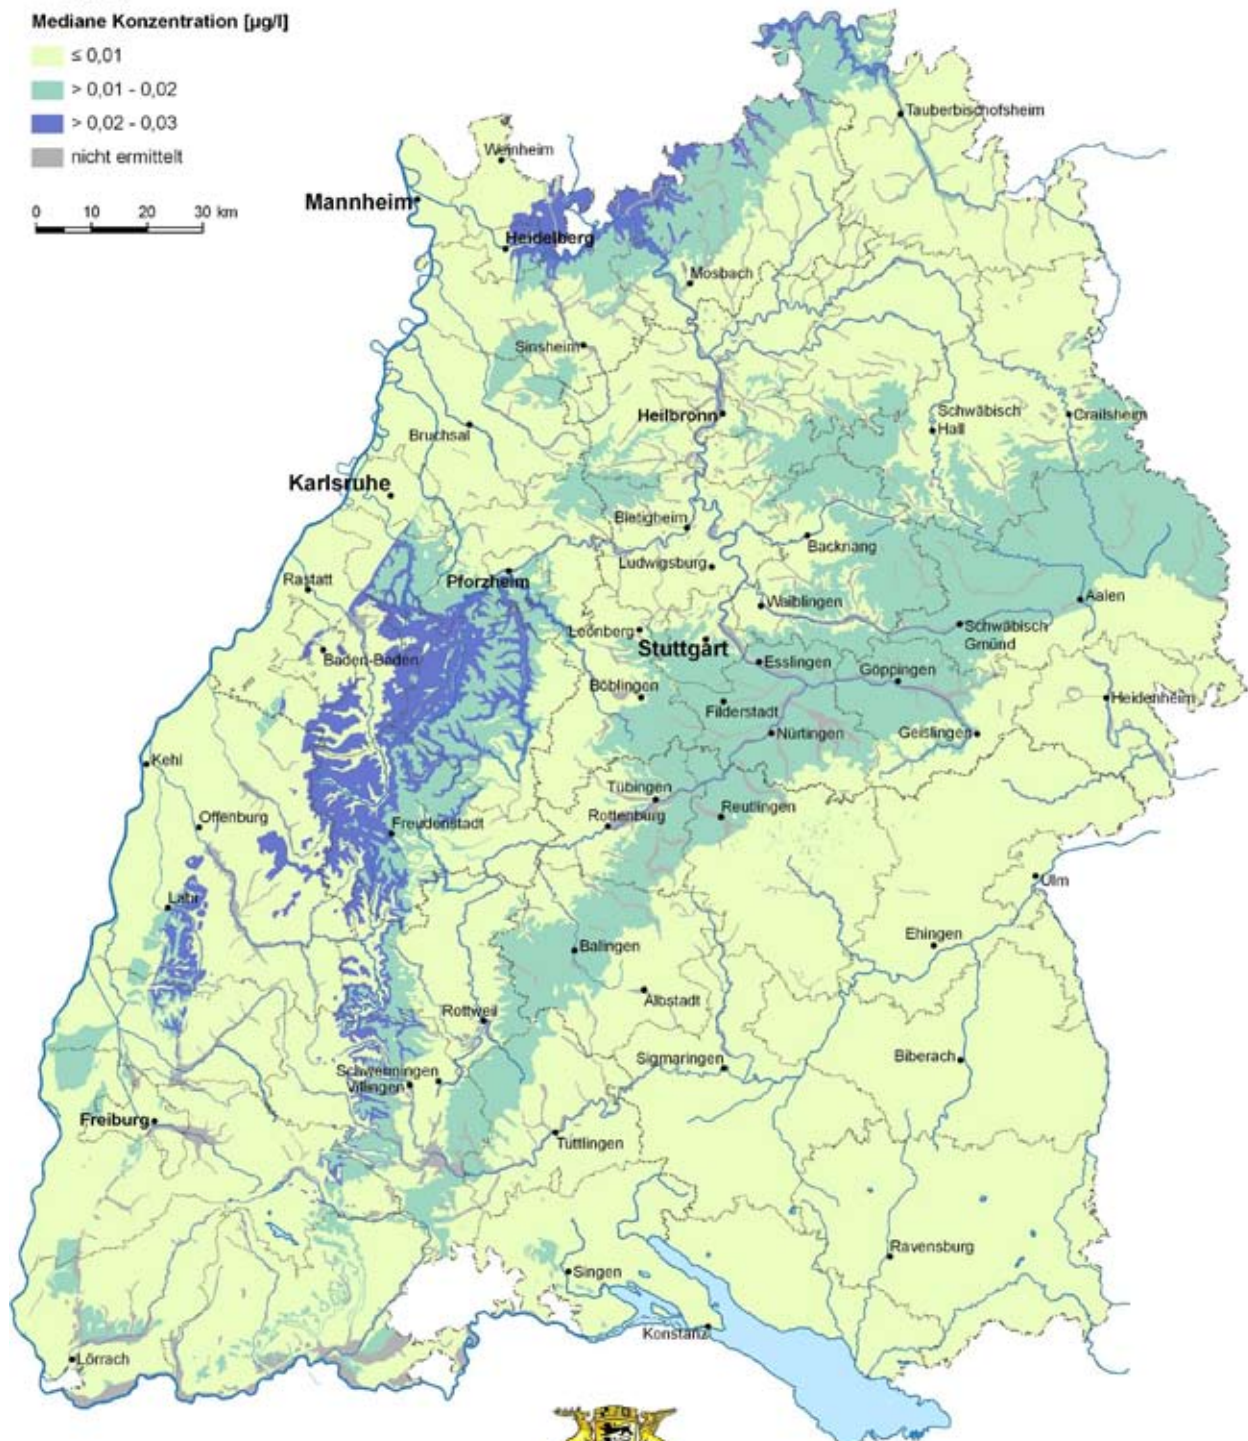 Mediane Konzentration [µg/l]
≤ 0,01
> 0,01 - 0,02
> 0,02 - 0,03
nicht ermittelt
0 10 20 30 km
Tauberbischofsheim
Weinheim
Mannheim
Heidelberg
Mosbach
Sinsheim
Heilbronn
Schwäbisch
Hall
Crailsheim
Bruchsal
Karlsruhe
Bietigheim
Backnang
Ludwigsburg
Pforzheim
Rastatt
Waiblingen
Aalen
Leonberg
Stuttgart
Schwäbisch
Gmünd
Baden-Baden
Esslingen
Göppingen
Böblingen
Filderstadt
Heidenheim
Nürtingen
Geislingen
Kehl
Tübingen
Reutlingen
Offenburg
Freudenstadt
Rottenburg
Ulm
Lahr
Ehingen
Balingen
Albstadt
Rottweil
Sigmaringen
Biberach
Schwenningen
Villingen
Freiburg
Tuttlingen
Ravensburg
Singen
Konstanz
Lörrach